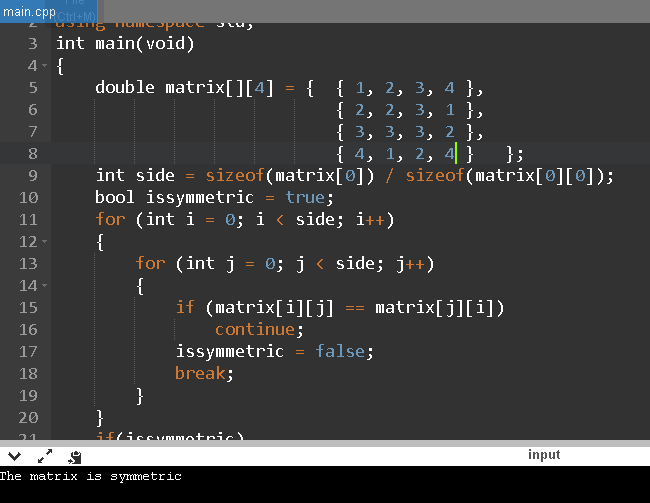 File
main.cpp
(Ctrl+M)
2 using namespace std;
3 int main(void)
4 {
5 double matrix[][4] = { { 1, 2, 3, 4 },
6 { 2, 2, 3, 1 },
7 { 3, 3, 3, 2 },
8 { 4, 1, 2, 4 } };
9 int side = sizeof(matrix[0]) / sizeof(matrix[0][0]);
10 bool issymmetric = true;
11 for (int i = 0; i < side; i++)
12 {
13 for (int j = 0; j < side; j++)
14 {
15 if (matrix[i][j] == matrix[j][i])
16 continue;
17 issymmetric = false;
18 break;
19 }
20 }
21 if(issymmetric)
input
The matrix is symmetric